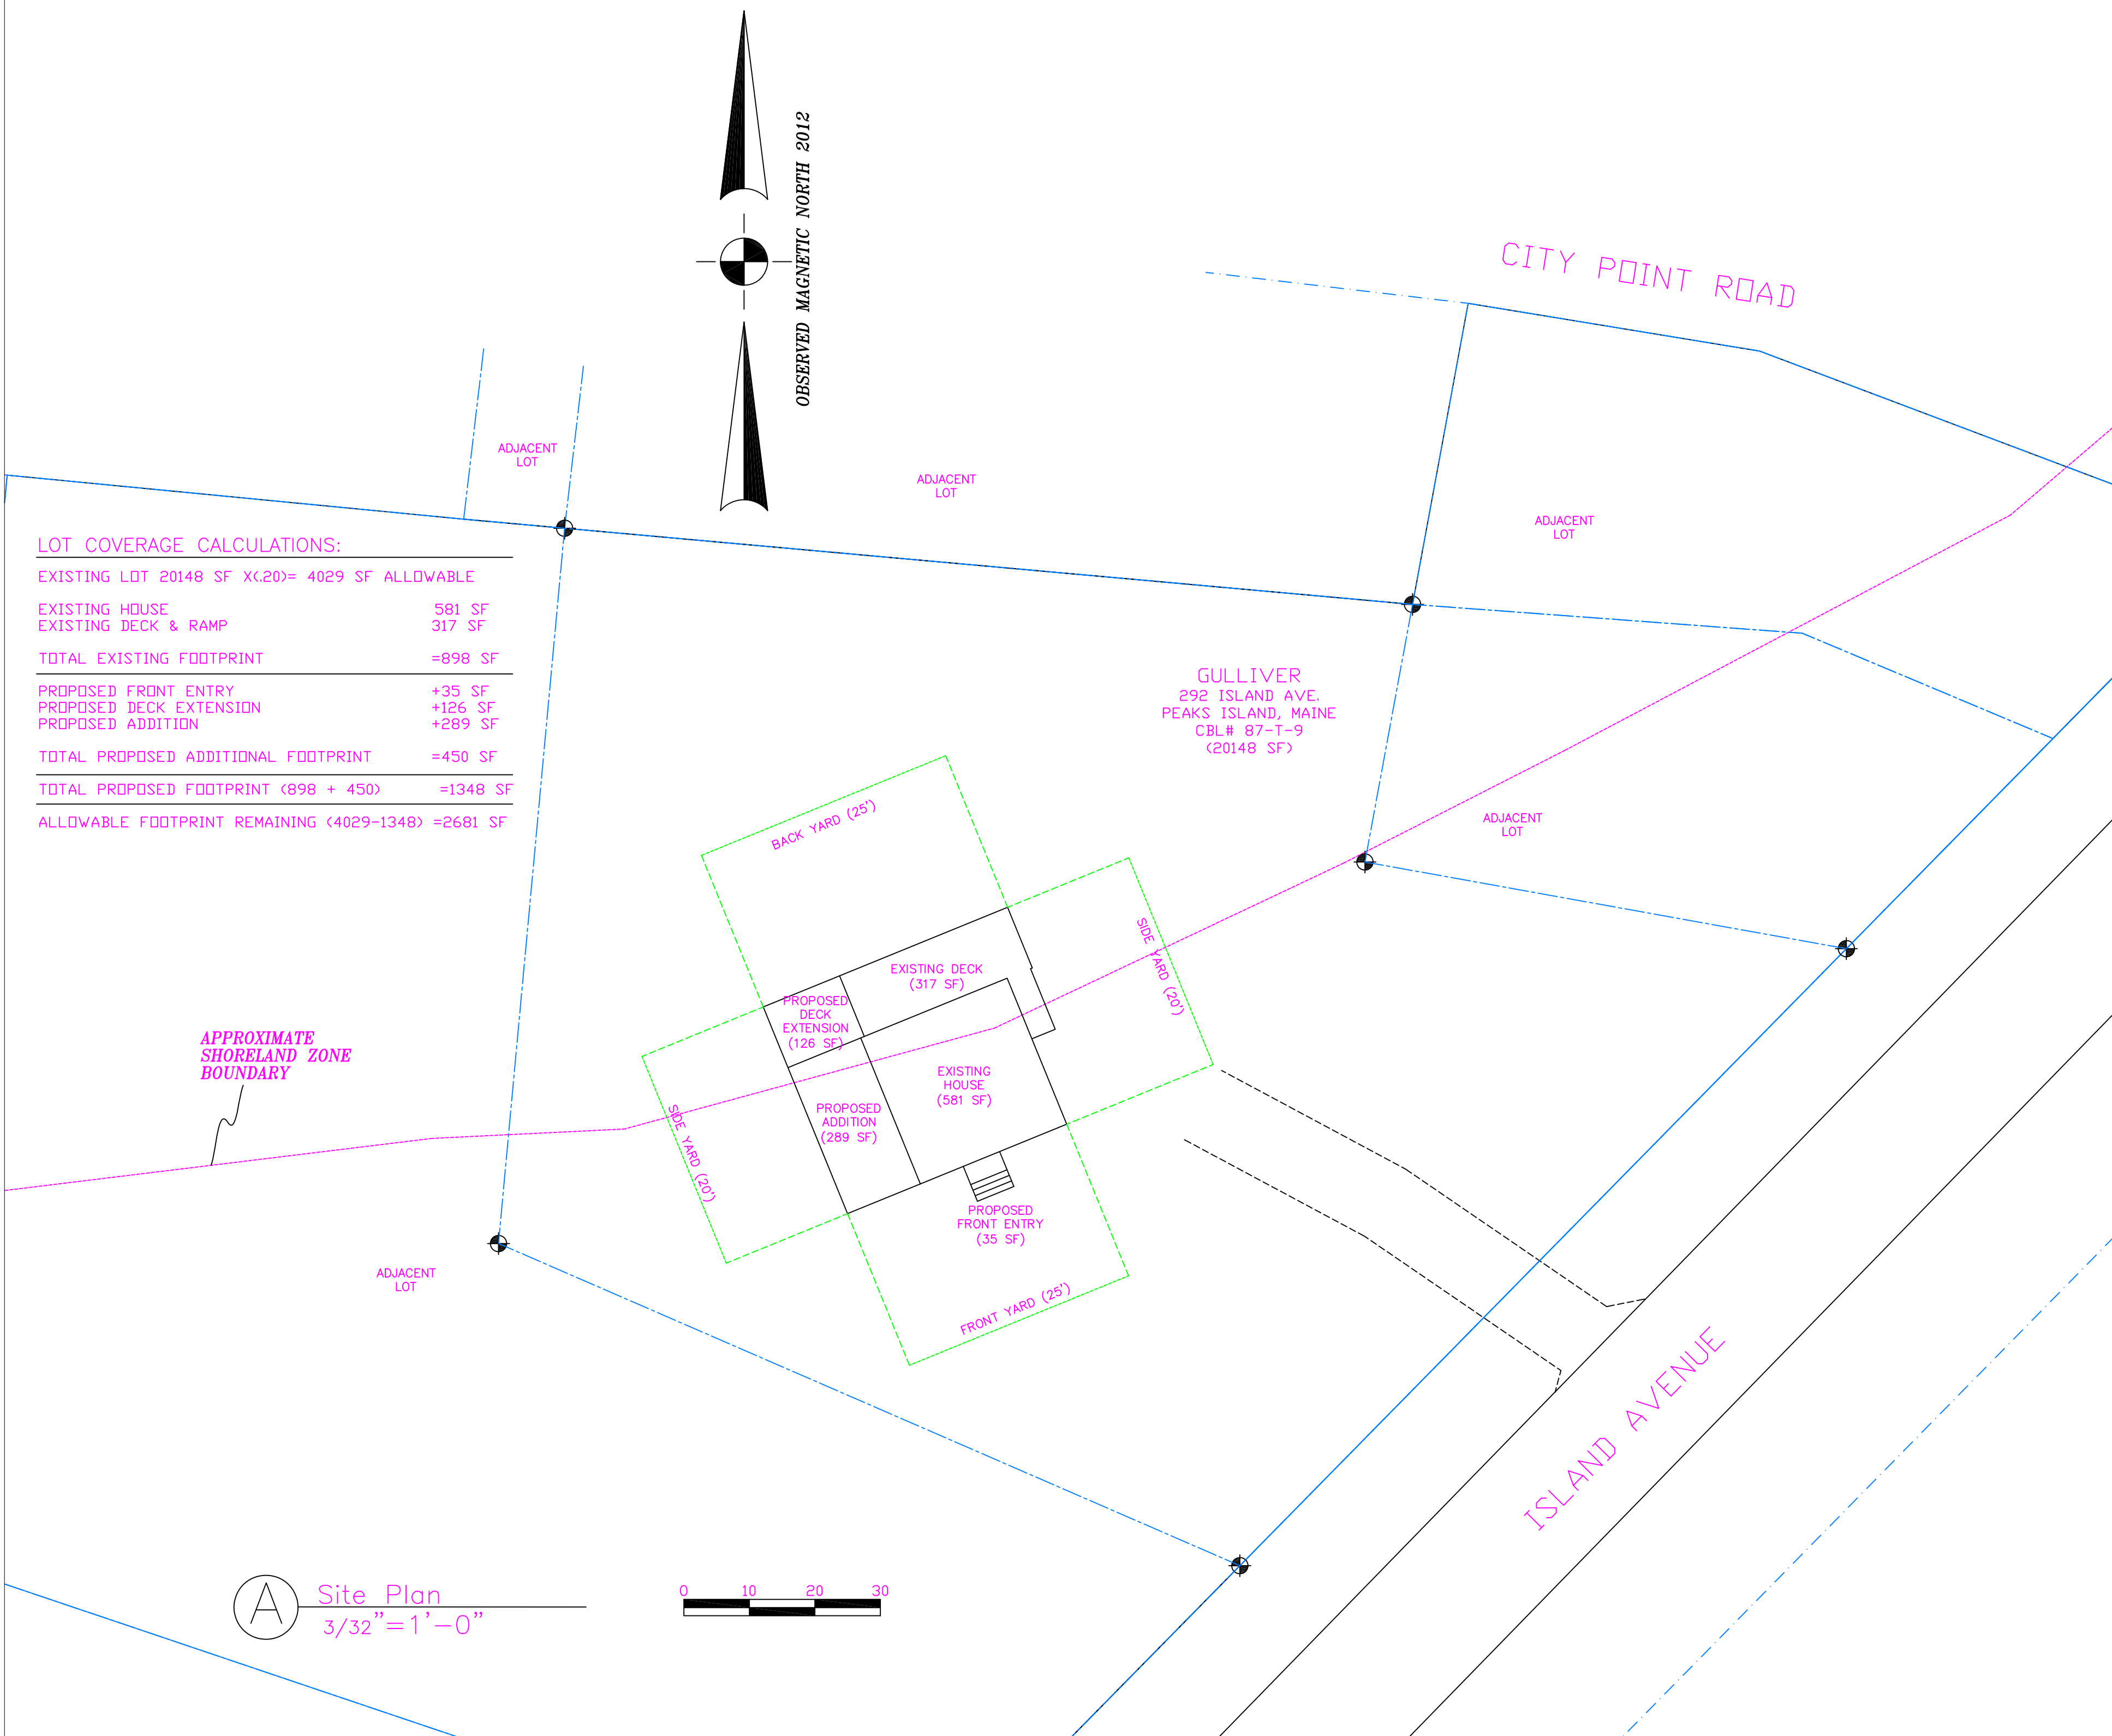 OBSERVED MAGNETIC NORTH 2012
CITY POINT ROAD
ADJACENT
LOT
ADJACENT
LOT
ADJACENT
LOT
LOT COVERAGE CALCULATIONS:
EXISTING LOT 20148 SF X(.20)= 4029 SF ALLOWABLE
EXISTING HOUSE 581 SF
EXISTING DECK & RAMP 317 SF
TOTAL EXISTING FOOTPRINT =898 SF
PROPOSED FRONT ENTRY +35 SF
PROPOSED DECK EXTENSION +126 SF
PROPOSED ADDITION +289 SF
TOTAL PROPOSED ADDITIONAL FOOTPRINT =450 SF
TOTAL PROPOSED FOOTPRINT (898 + 450) =1348 SF
ALLOWABLE FOOTPRINT REMAINING (4029-1348) =2681 SF
GULLIVER
292 ISLAND AVE.
PEAKS ISLAND, MAINE
CBL# 87-T-9
(20148 SF)
ADJACENT
LOT
BACK YARD (25')
SIDE YARD (20')
EXISTING DECK
(317 SF)
PROPOSED
DECK
EXTENSION
(126 SF)
EXISTING
HOUSE
(581 SF)
PROPOSED
ADDITION
(289 SF)
SIDE YARD (20')
APPROXIMATE
SHORELAND ZONE
BOUNDARY
PROPOSED
FRONT ENTRY
(35 SF)
FRONT YARD (25')
ADJACENT
LOT
ISLAND AVENUE
A
Site Plan
3/32"=1'-0"
0 10 20 30